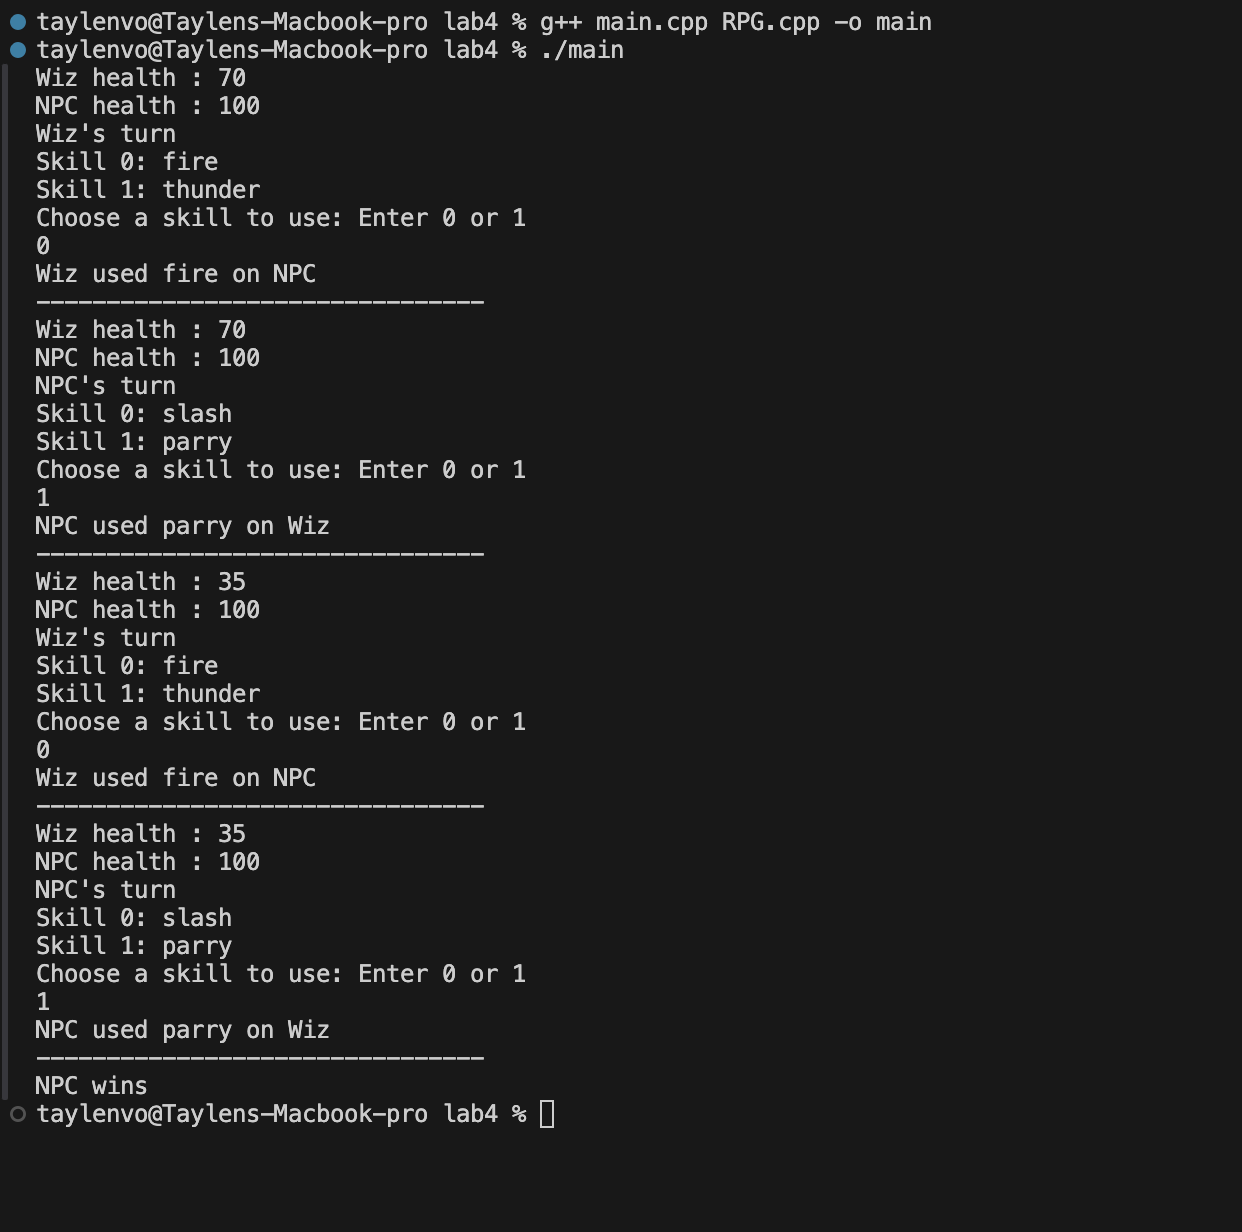 taylenvo@Taylens-Macbook-pro lab4 % g++ main.cpp RPG.cpp -o main
taylenvo@Taylens-Macbook-pro lab4 % ./main
Wiz health : 70
NPC health : 100
Wiz's turn
Skill 0: fire
Skill 1: thunder
Choose a skill to use: Enter 0 or 1
0
Wiz used fire on NPC
--------------------------------
Wiz health : 70
NPC health : 100
NPC's turn
Skill 0: slash
Skill 1: parry
Choose a skill to use: Enter 0 or 1
1
NPC used parry on Wiz
--------------------------------
Wiz health : 35
NPC health : 100
Wiz's turn
Skill 0: fire
Skill 1: thunder
Choose a skill to use: Enter 0 or 1
0
Wiz used fire on NPC
--------------------------------
Wiz health : 35
NPC health : 100
NPC's turn
Skill 0: slash
Skill 1: parry
Choose a skill to use: Enter 0 or 1
1
NPC used parry on Wiz
--------------------------------
NPC wins
taylenvo@Taylens-Macbook-pro lab4 %